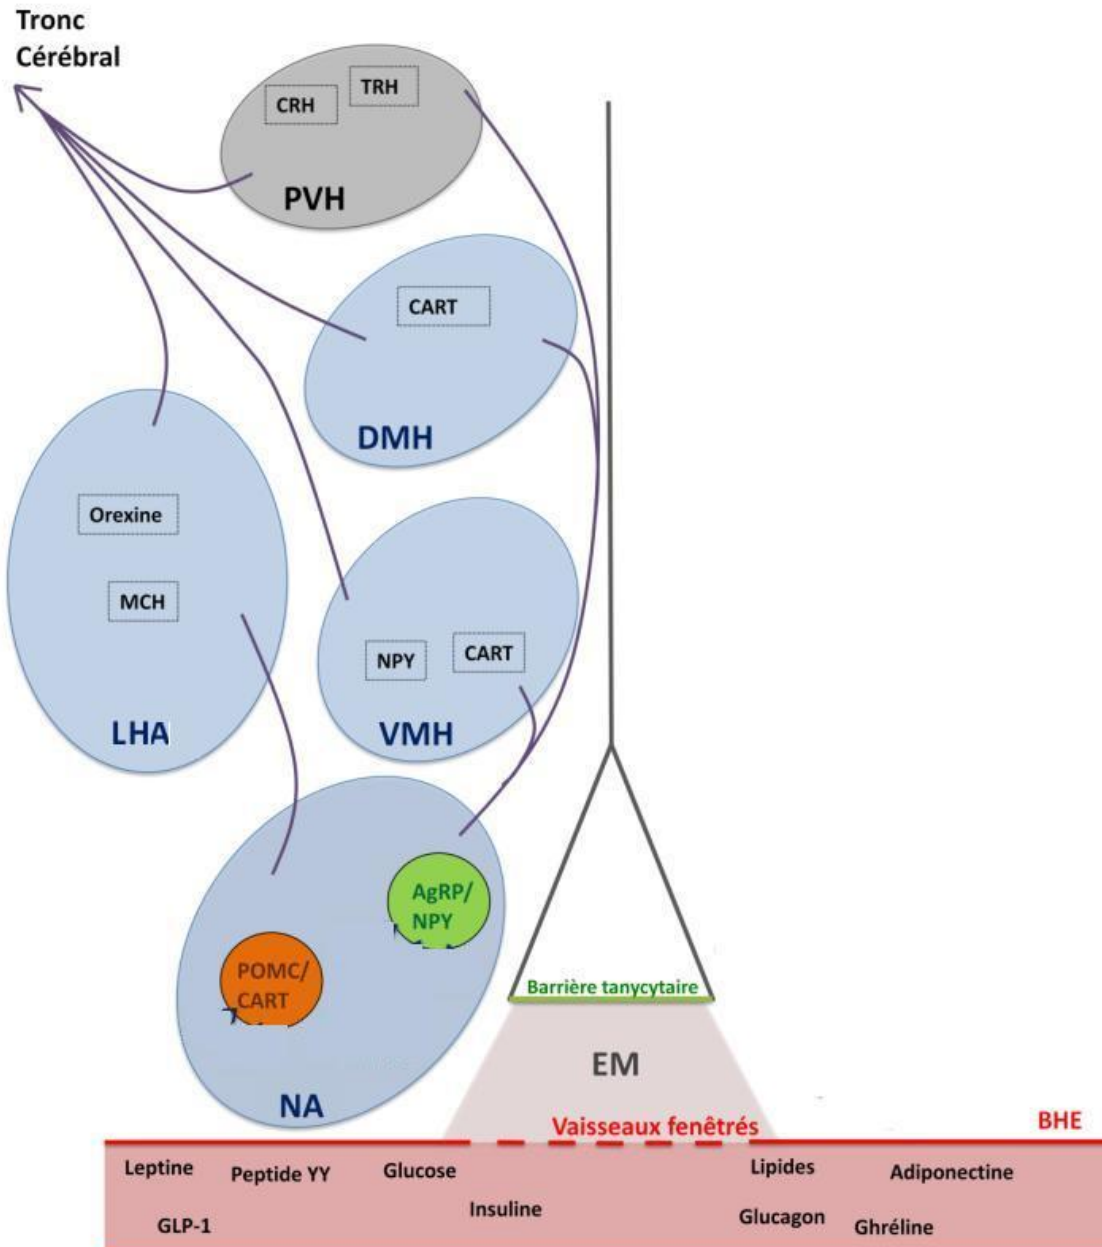 Tronc
Cérébral
TRH
CRH
PVH
CART
DMH
Orexine
MCH
NPY
CART
LHA
VMH
AgRP/
NPY
POMC/
CART
Barrière tanycytaire
EM
NA
Vaisseaux fenêtrés
BHE
Leptine
Peptide YY
Glucose
Lipides
Adiponectine
Insuline
GLP-1
Glucagon
Ghréline